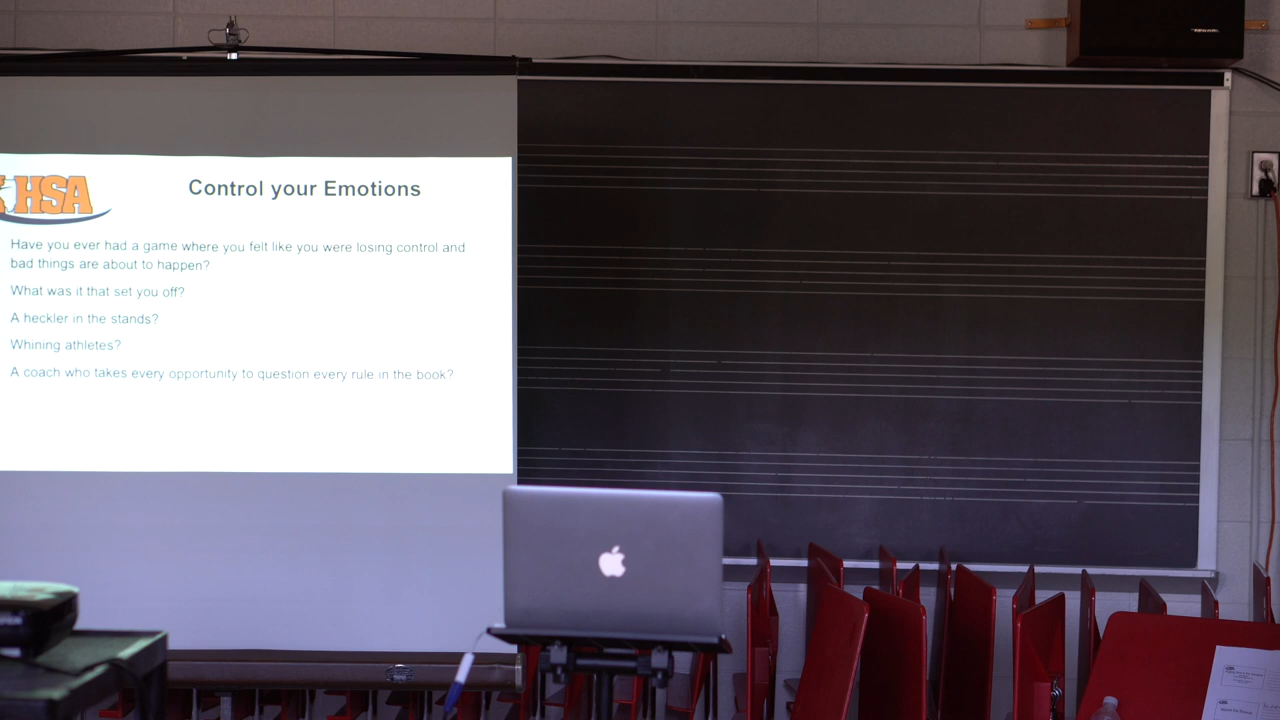 HSA
Control your Emotions
Have you ever had a game where you felt like you were losing control and
bad things are about to happen?
What was it that set you off?
A heckler in the stands?
Whining athletes?
A coach who takes every opportunity to question every rule in the book?